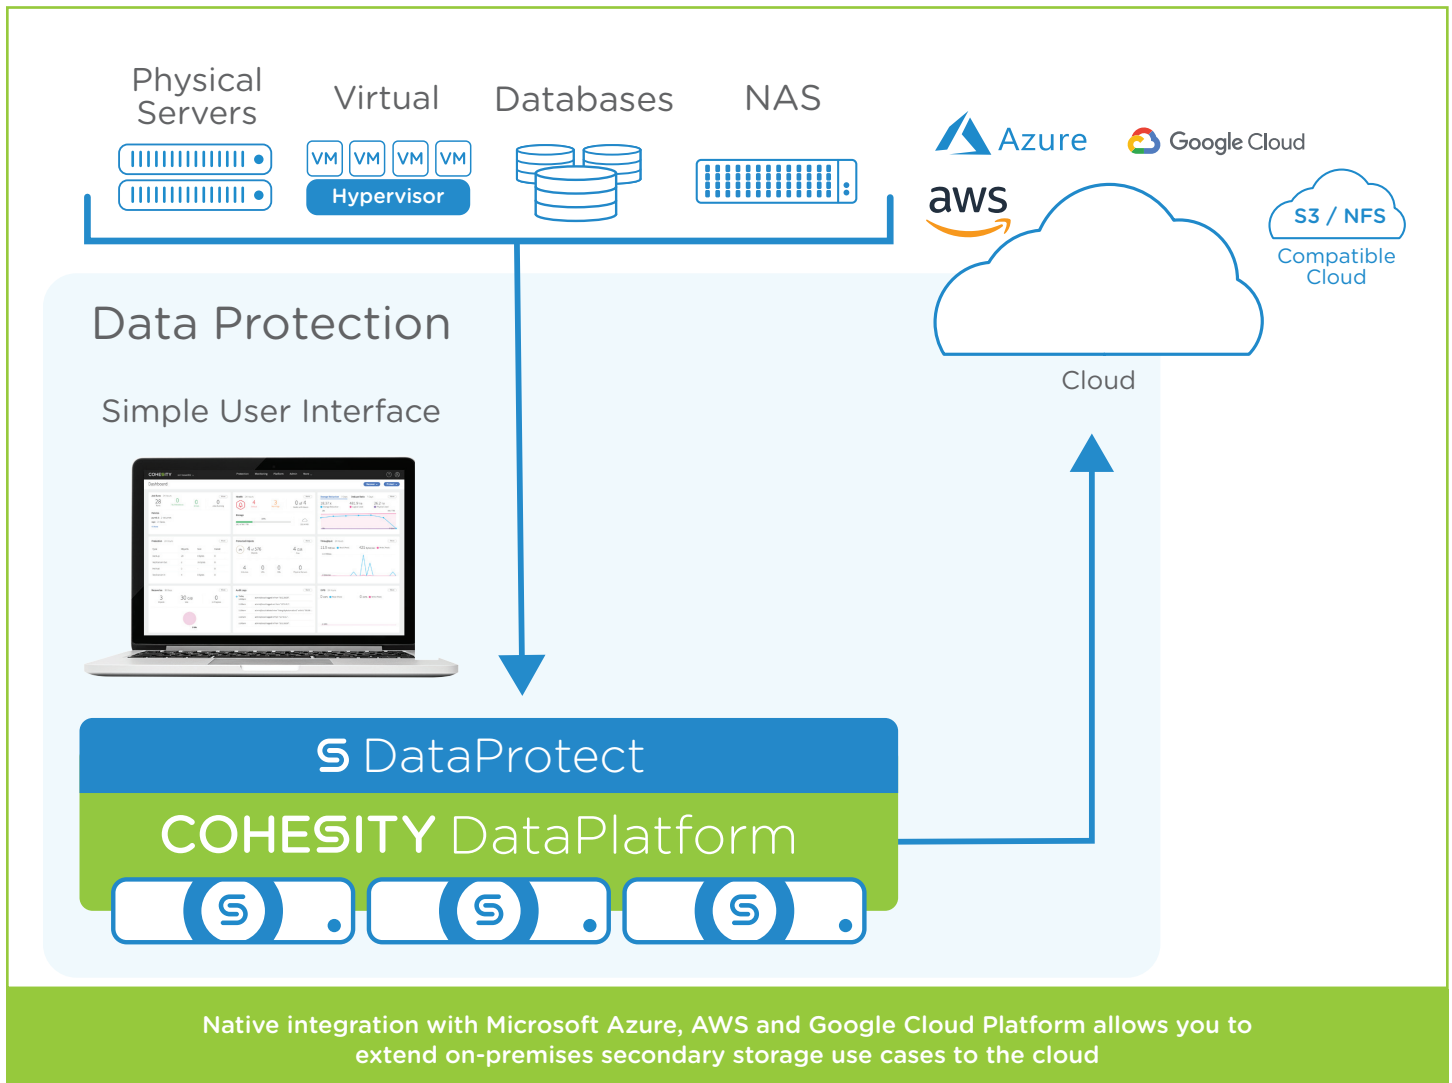 Physical
Servers
Virtual
Databases
NAS
VM VM VM VM
Hypervisor
Azure
Google Cloud
aws
S3 / NFS
Compatible
Cloud
Cloud
Data Protection
Simple User Interface
COHESITY
Dashboard
S DataProtect
COHESITY DataPlatform
S S S
Native integration with Microsoft Azure, AWS and Google Cloud Platform allows you to
extend on-premises secondary storage use cases to the cloud